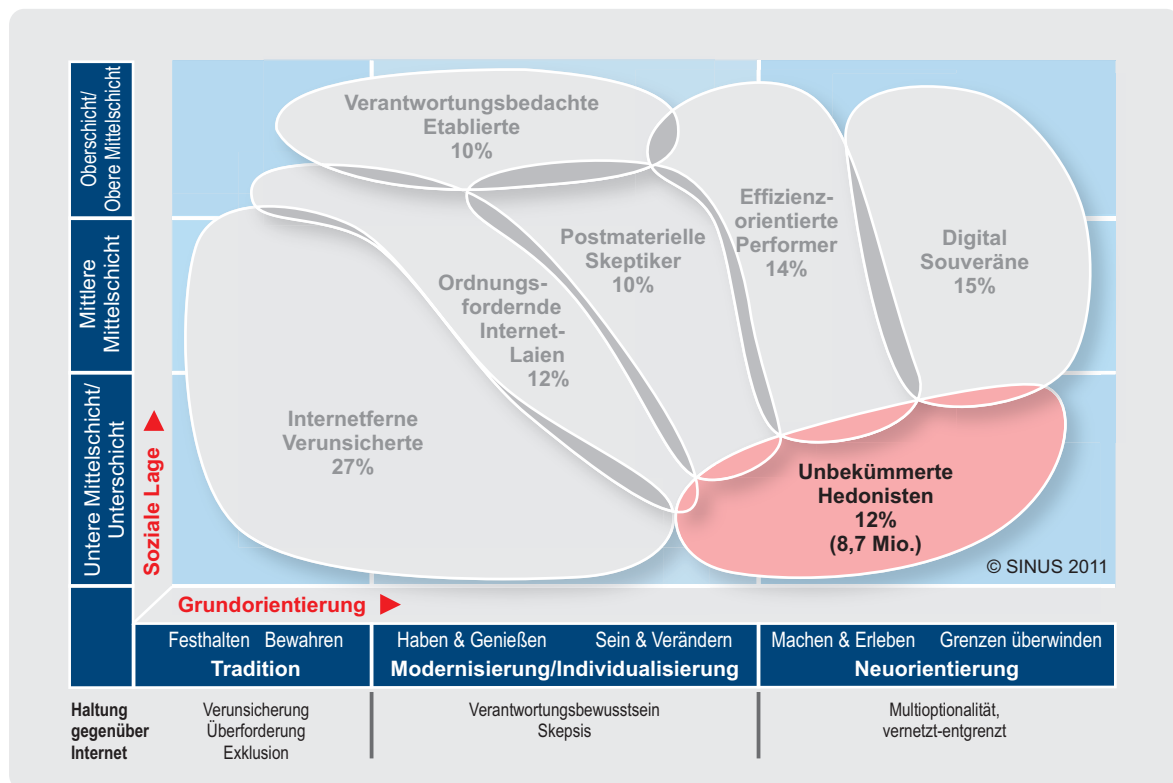 Oberschicht/
Obere Mittelschicht
Mittlere
Mittelschicht
Untere Mittelschicht/
Unterschicht
Soziale Lage
Verantwortungsbedachte
Etablierte
10%
Postmaterielle
Skeptiker
10%
Effizienz-
orientierte
Performer
14%
Digital
Souveräne
15%
Ordnungs-
fordernde
Internet-
Laien
12%
Internetferne
Verunsicherte
27%
Unbekümmerte
Hedonisten
12%
(8,7 Mio.)
© SINUS 2011
Grundorientierung
Festhalten Bewahren
Tradition
Haben & Genießen Sein & Verändern
Modernisierung/Individualisierung
Machen & Erleben Grenzen überwinden
Neuorientierung
Haltung
gegenüber
Internet
Verunsicherung
Überforderung
Exklusion
Verantwortungsbewusstsein
Skepsis
Multioptionalität,
vernetzt-entgrenzt